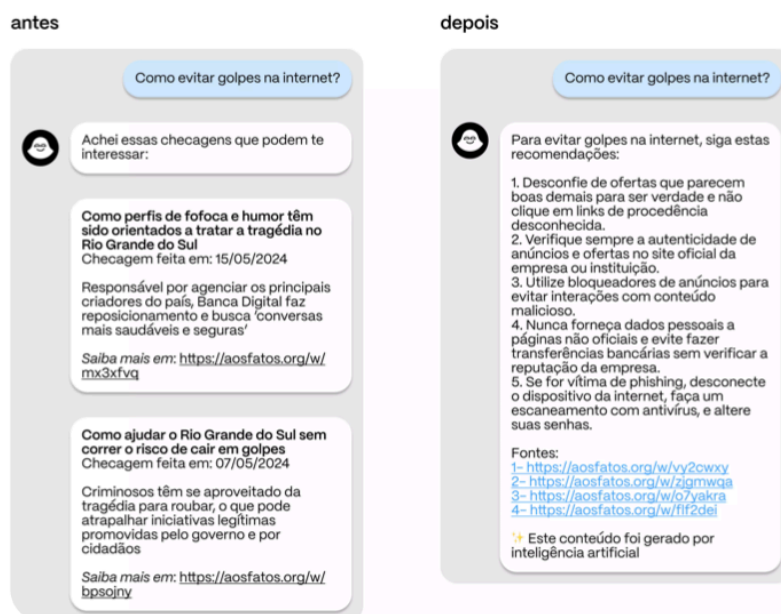 antes
Como evitar golpes na internet?
Achei essas checagens que podem te
interessar:
Como perfis de fofoca e humor têm
sido orientados a tratar a tragédia no
Rio Grande do Sul
Checagem feita em: 15/05/2024
Responsável por agenciar os principais
criadores do país, Banca Digital faz
reposicionamento e busca ‘conversas
mais saudáveis e seguras’
Saiba mais em: https://aosfatos.org/w/
mx3xfvq
Como ajudar o Rio Grande do Sul sem
correr o risco de cair em golpes
Checagem feita em: 07/05/2024
Criminosos têm se aproveitado da
tragédia para roubar, o que pode
atrapalhar iniciativas legítimas
promovidas pelo governo e por
cidadãos
Saiba mais em: https://aosfatos.org/w/
bpsojny
depois
Como evitar golpes na internet?
Para evitar golpes na internet, siga estas
recomendações:
1. Desconfie de ofertas que parecem
boas demais para ser verdade e não
clique em links de procedência
desconhecida.
2. Verifique sempre a autenticidade de
anúncios e ofertas no site oficial da
empresa ou instituição.
3. Utilize bloqueadores de anúncios para
evitar interações com conteúdo
malicioso.
4. Nunca forneça dados pessoais a
páginas não oficiais e evite fazer
transferências bancárias sem verificar a
reputação da empresa.
5. Se for vítima de phishing, desconecte
o dispositivo da internet, faça um
escaneamento com antivírus, e altere
suas senhas.
Fontes:
1- https://aosfatos.org/w/vy2cwxy
2- https://aosfatos.org/w/zjgmwqa
3- https://aosfatos.org/w/o7yakra
4- https://aosfatos.org/w/flf2dei
✨ Este conteúdo foi gerado por
inteligência artificial